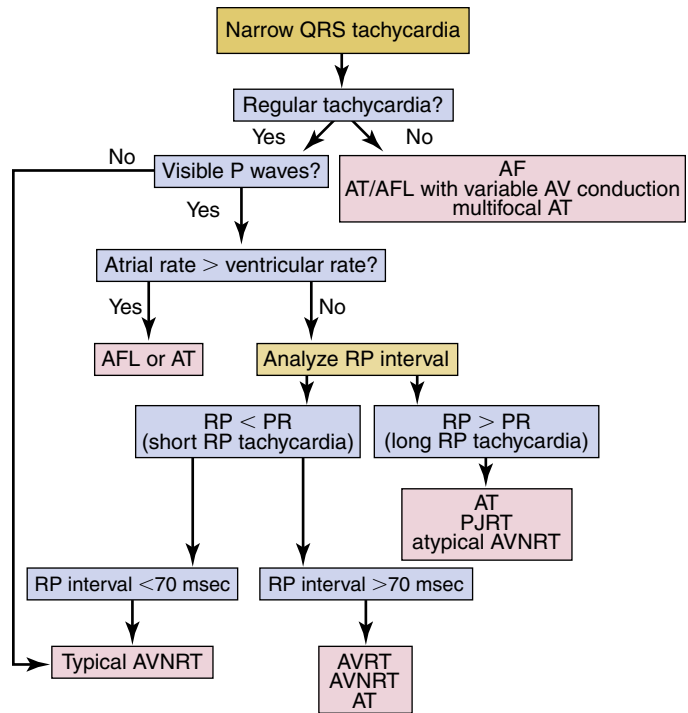 Narrow QRS tachycardia
Regular tachycardia?
Yes
No
No
Visible P waves?
AF
AT/AFL with variable AV conduction
multifocal AT
Yes
Atrial rate > ventricular rate?
Yes
No
AFL or AT
Analyze RP interval
RP < PR
(short RP tachycardia)
RP > PR
(long RP tachycardia)
AT
PJRT
atypical AVNRT
RP interval <70 msec
RP interval >70 msec
Typical AVNRT
AVRT
AVNRT
AT